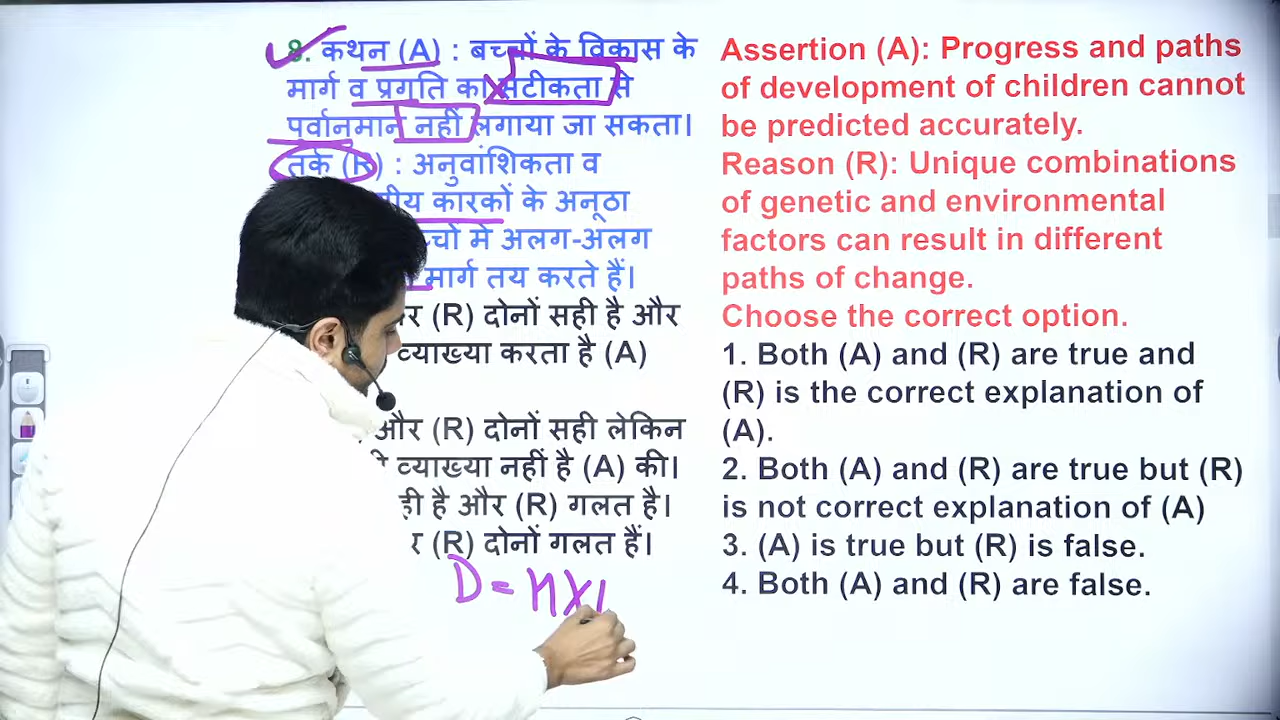 8. कथन (A) : बच्चों के विकास के
मार्ग व प्रगति का सटीकता से
पूर्वानमान नहीं लगाया जा सकता।
तर्क (R) : अनुवांशिकता व
कारकों के अनूठा
में अलग-अलग
मार्ग तय करते हैं।
(R) दोनों सही है और
व्याख्या करता है (A)
और (R) दोनों सही लेकिन
व्याख्या नहीं है (A) की।
है और (R) गलत है।
(R) दोनों गलत हैं।
D = H X
Assertion (A): Progress and paths
of development of children cannot
be predicted accurately.
Reason (R): Unique combinations
of genetic and environmental
factors can result in different
paths of change.
Choose the correct option.
1. Both (A) and (R) are true and
(R) is the correct explanation of
(A).
2. Both (A) and (R) are true but (R)
is not correct explanation of (A)
3. (A) is true but (R) is false.
4. Both (A) and (R) are false.